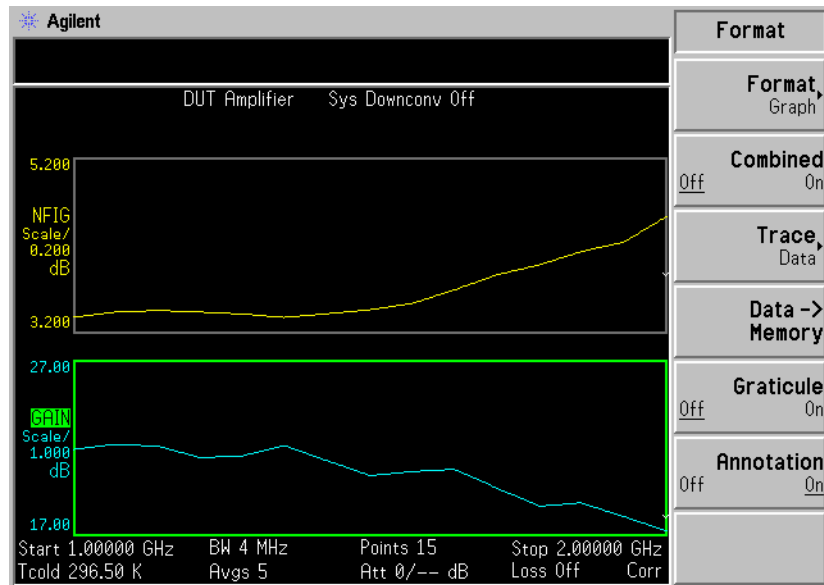 Agilent
DUT Amplifier Sys Downconv Off
5.200
NFIG
Scale/
0.200
dB
3.200
27.00
GAIN
Scale/
1.000
dB
17.00
Start 1.00000 GHz BW 4 MHz Points 15 Stop 2.00000 GHz
Tcold 296.50 K Avgs 5 Att 0/-- dB Loss Off Corr
Format
Format
Graph
Combined
Off On
Trace
Data
Data ->
Memory
Graticule
Off On
Annotation
Off On